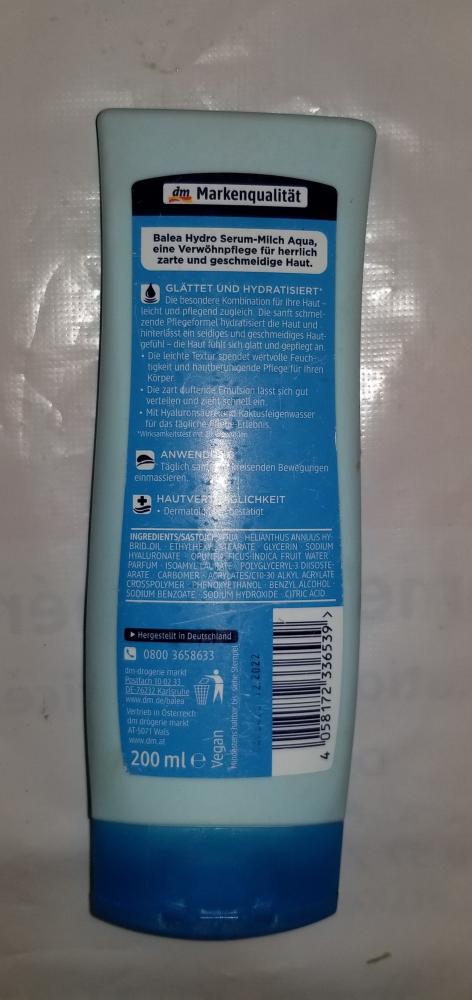 dm Markenqualität
Balea Hydro Serum-Milch Aqua,
eine Verwöhnpflege für herrlich
zarte und geschmeidige Haut.
GLÄTTET UND HYDRATISIERT*
Die besondere Kombination für Ihre Haut –
leicht und pflegend zugleich. Die sanft schmel-
zende Pflegeformel hydratisiert die Haut und
hinterlässt ein seidiges und geschmeidiges Haut-
gefühl – die Haut fühlt sich glatt und gepflegt an.
• Die leichte Textur spendet wertvolle Feuch-
tigkeit und hautberuhigende Pflege für Ihren
Körper.
• Die zart duftende Emulsion lässt sich gut
verteilen und zieht schnell ein.
• Mit Hyaluronsäure und Kaktusfeigenwasser
für das tägliche Pflege-Erlebnis.
*Wirksamkeitstest mit
ANWENDUNG
Täglich kreisenden Bewegungen
einmassieren.
HAUTVERTRÄGLICHKEIT
• Dermatologisch bestätigt
INGREDIENTS/SASTOJCI: AQUA · HELIANTHUS ANNUUS HY-
BRID OIL · ETHYLHEXYL STEARATE · GLYCERIN · SODIUM
HYALURONATE · OPUNTIA FICUS-INDICA FRUIT WATER ·
PARFUM · ISOAMYL LAURATE · POLYGLYCERYL-3 DIISOSTE-
ARATE · CARBOMER · ACRYLATES/C10-30 ALKYL ACRYLATE
CROSSPOLYMER · PHENOXYETHANOL · BENZYL ALCOHOL ·
SODIUM BENZOATE · SODIUM HYDROXIDE · CITRIC ACID.
Hergestellt in Deutschland
0800 3658633
dm-drogerie markt
Postfach 10 02 33
DE-76232 Karlsruhe
www.dm.de/balea
Vertrieb in Österreich:
dm drogerie markt
AT-5071 Wals
www.dm.at
200 ml ℮
Vegan
Mindestens haltbar bis: siehe Stempel
2022
4 058172 336539 >